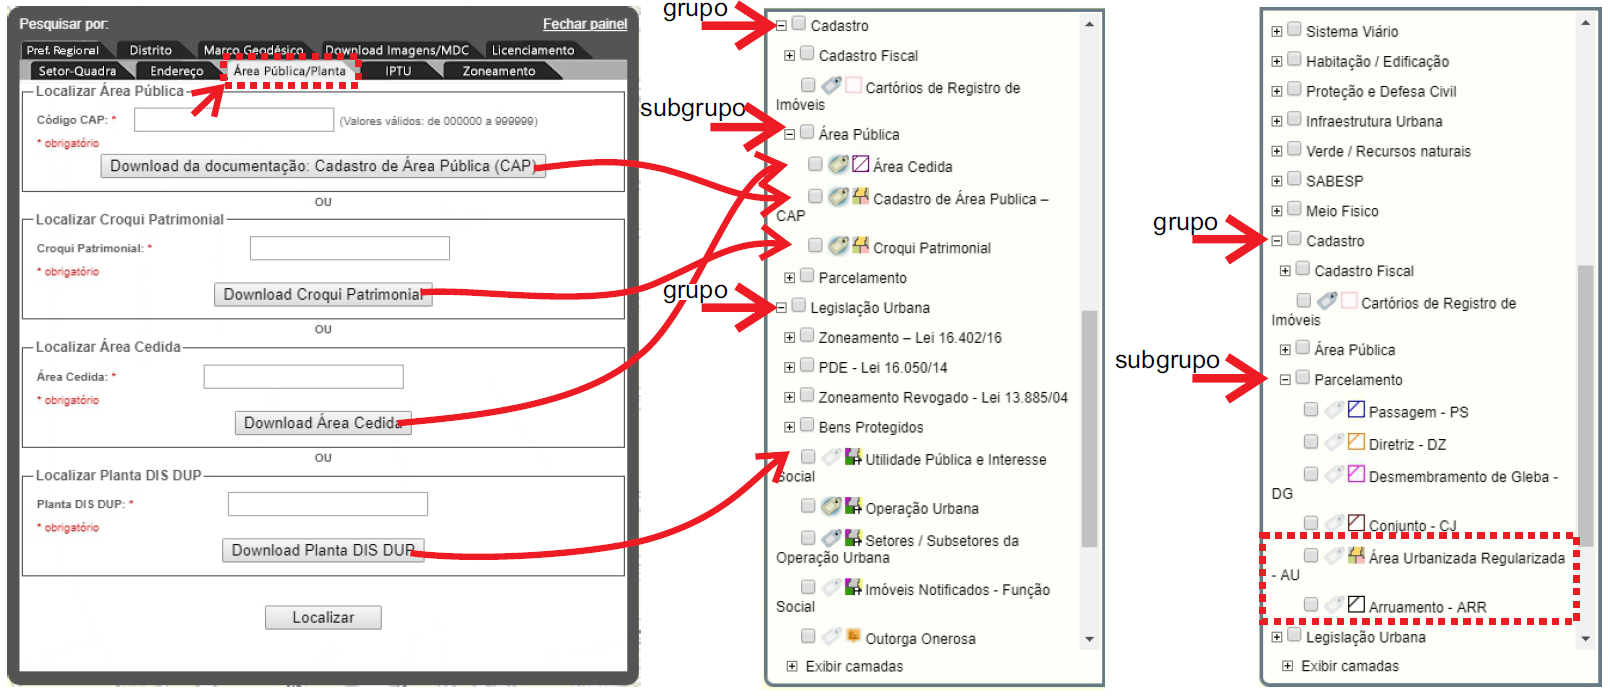 Pesquisar por:
Fechar painel
Pref. Regional
Distrito
Marco Geodésico
Download Imagens/MDC
Licenciamento
Setor-Quadra
Endereço
Área Pública/Planta
IPTU
Zoneamento
Localizar Área Pública
Código CAP: *
(Valores válidos: de 000000 a 999999)
* obrigatório
Download da documentação: Cadastro de Área Pública (CAP)
OU
Localizar Croqui Patrimonial
Croqui Patrimonial: *
* obrigatório
Download Croqui Patrimonial
OU
Localizar Área Cedida
Área Cedida: *
* obrigatório
Download Área Cedida
OU
Localizar Planta DIS DUP
Planta DIS DUP: *
* obrigatório
Download Planta DIS DUP
Localizar
grupo
subgrupo
grupo
Cadastro
Cadastro Fiscal
Cartórios de Registro de
Imóveis
Área Pública
Área Cedida
Cadastro de Área Publica –
CAP
Croqui Patrimonial
Parcelamento
Legislação Urbana
Zoneamento – Lei 16.402/16
PDE - Lei 16.050/14
Zoneamento Revogado - Lei 13.885/04
Bens Protegidos
Utilidade Pública e Interesse
Social
Operação Urbana
Setores / Subsetores da
Operação Urbana
Imóveis Notificados - Função
Social
Outorga Onerosa
Exibir camadas
grupo
subgrupo
Sistema Viário
Habitação / Edificação
Proteção e Defesa Civil
Infraestrutura Urbana
Verde / Recursos naturais
SABESP
Meio Fisico
Cadastro
Cadastro Fiscal
Cartórios de Registro de
Imóveis
Área Pública
Parcelamento
Passagem - PS
Diretriz - DZ
Desmembramento de Gleba -
DG
Conjunto - CJ
Área Urbanizada Regularizada
- AU
Arruamento - ARR
Legislação Urbana
Exibir camadas